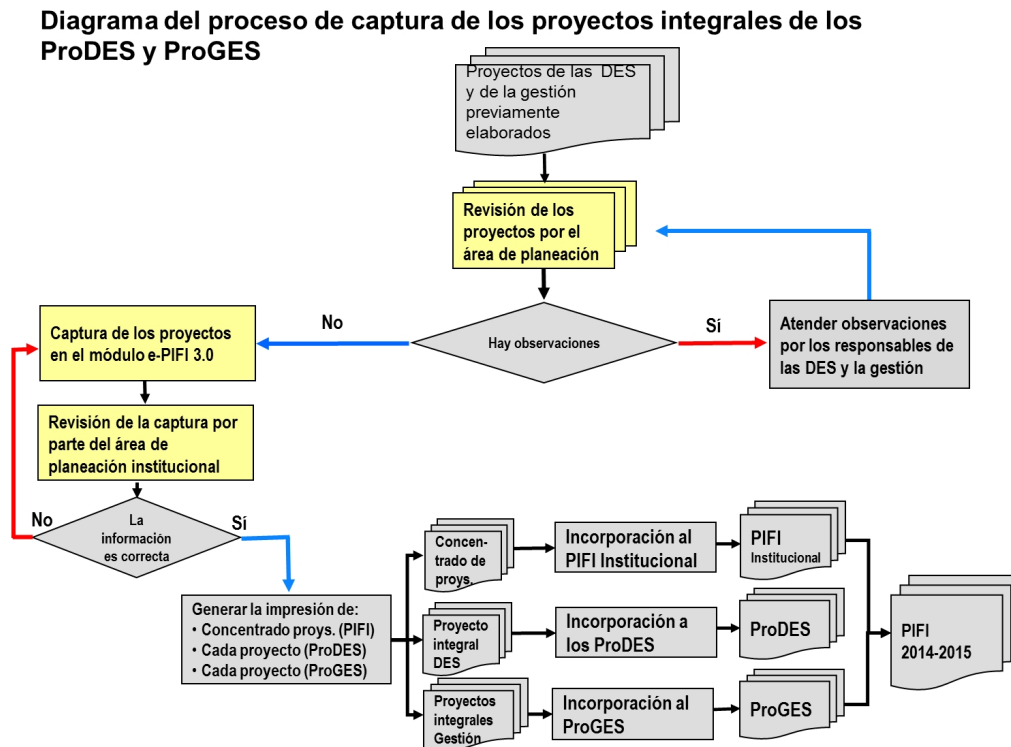 Diagrama del proceso de captura de los proyectos integrales de los
ProDES y ProGES
Proyectos de las DES
y de la gestión
previamente
elaborados
Revisión de los
proyectos por el
área de planeación
Hay observaciones
No
Sí
Atender observaciones
por los responsables de
las DES y la gestión
Captura de los proyectos
en el módulo e-PIFI 3.0
Revisión de la captura por
parte del área de
planeación institucional
La
información
es correcta
No
Sí
Generar la impresión de:
• Concentrado proys. (PIFI)
• Cada proyecto (ProDES)
• Cada proyecto (ProGES)
Concen-
trado de
proys.
Incorporación al
PIFI Institucional
PIFI
Institucional
Proyecto
integral
DES
Incorporación a
los ProDES
ProDES
Proyectos
integrales
Gestión
Incorporación al
ProGES
ProGES
PIFI
2014-2015